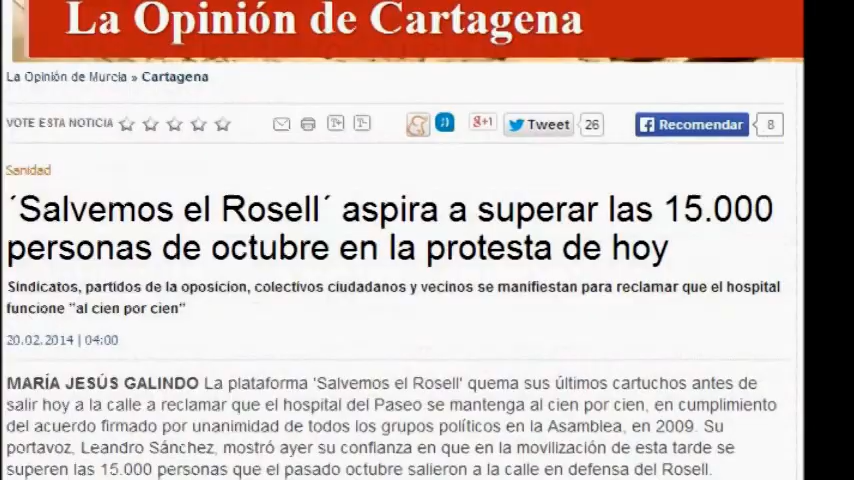 La Opinión de Cartagena
La Opinión de Murcia » Cartagena
VOTE ESTA NOTICIA
T+ T-
g+1 Tweet 26 Recomendar 8
Sanidad
´Salvemos el Rosell´ aspira a superar las 15.000
personas de octubre en la protesta de hoy
Sindicatos, partidos de la oposicion, colectivos ciudadanos y vecinos se manifiestan para reclamar que el hospital
funcione "al cien por cien"
20.02.2014 | 04:00
MARÍA JESÚS GALINDO La plataforma 'Salvemos el Rosell' quema sus últimos cartuchos antes de
salir hoy a la calle a reclamar que el hospital del Paseo se mantenga al cien por cien, en cumplimiento
del acuerdo firmado por unanimidad de todos los grupos políticos en la Asamblea, en 2009. Su
portavoz, Leandro Sánchez, mostró ayer su confianza en que en la movilización de esta tarde se
superen las 15.000 personas que el pasado octubre salieron a la calle en defensa del Rosell.